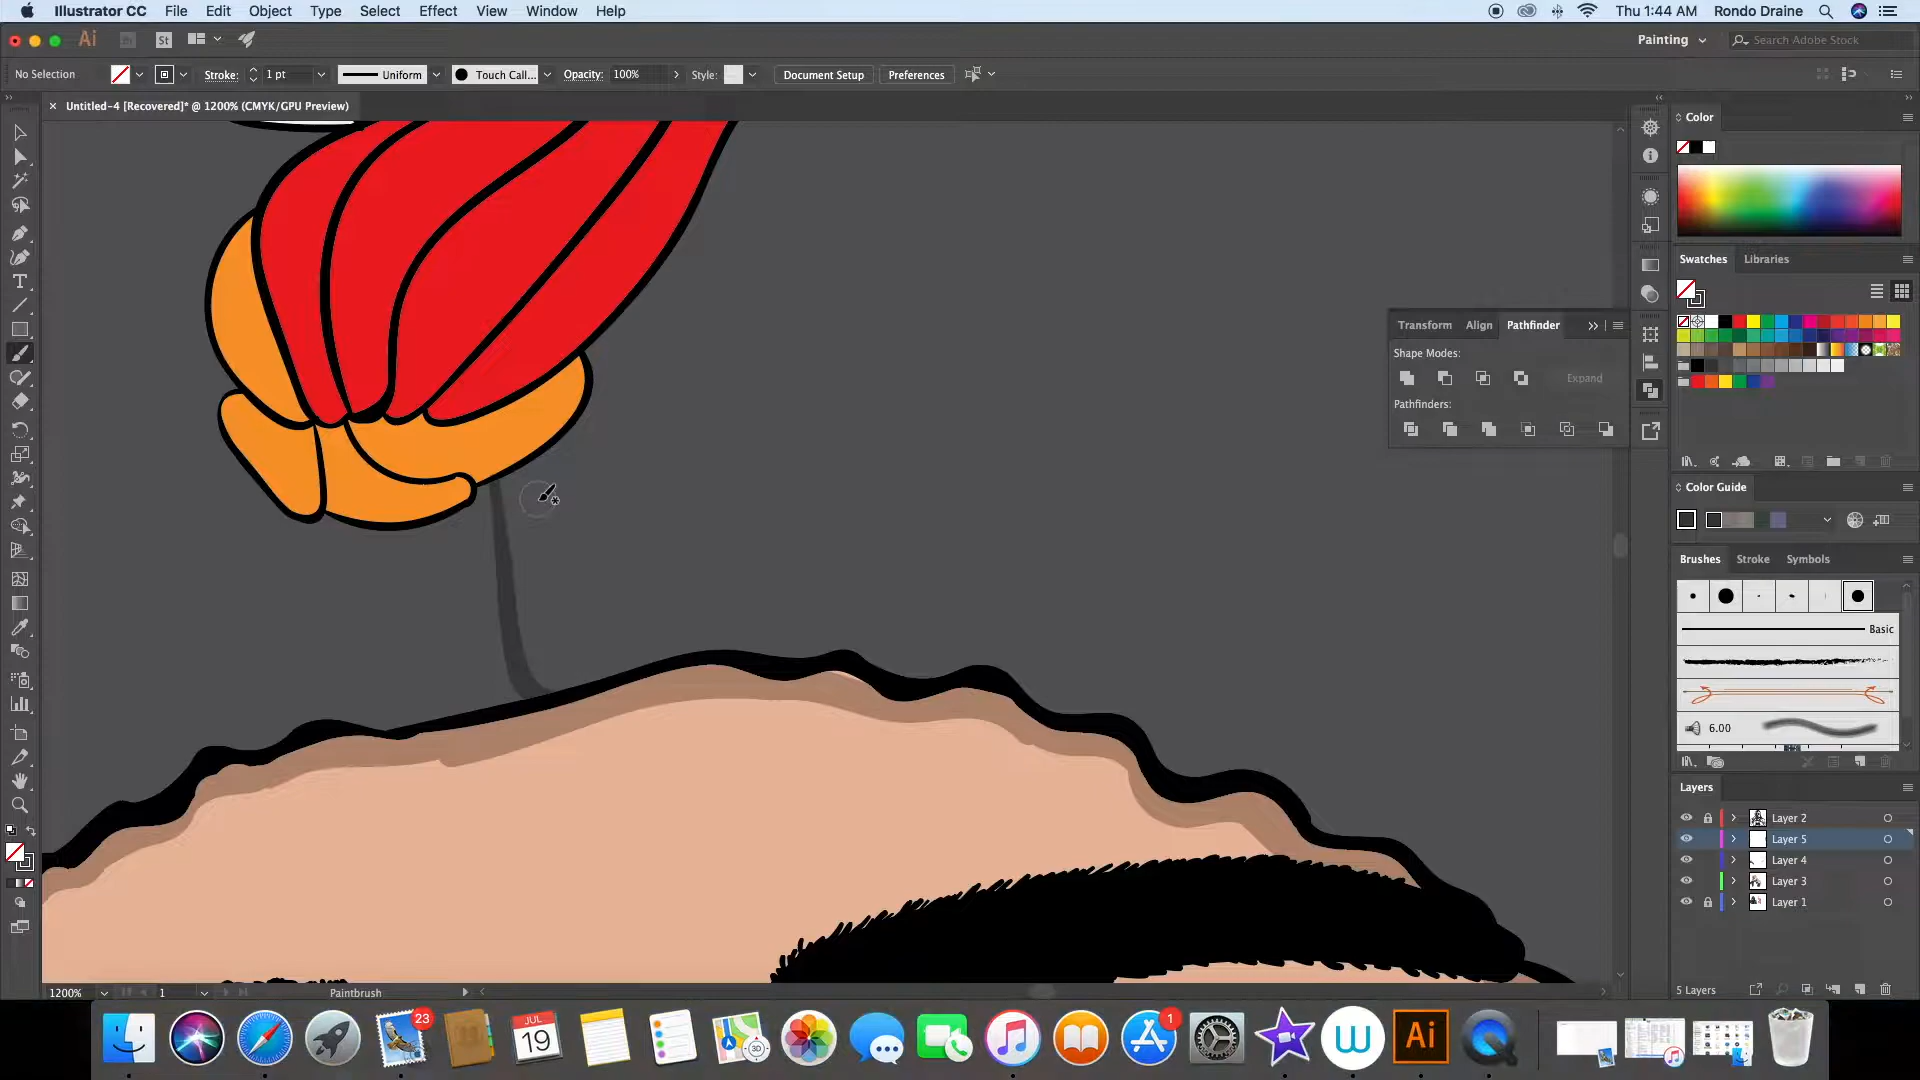 Illustrator CC File Edit Object Type Select Effect View Window Help Thu 1:44 AM Rondo Draine
Ai St Painting Search Adobe Stock
No Selection Stroke: 1 pt Uniform Touch Call... Opacity: 100% Style: Document Setup Preferences
Untitled-4 [Recovered]* @ 1200% (CMYK/GPU Preview)
Color
Swatches Libraries
Transform Align Pathfinder
Shape Modes:
Expand
Pathfinders:
Color Guide
Brushes Stroke Symbols
Basic
6.00
Layers
Layer 2
Layer 5
Layer 4
Layer 3
Layer 1
5 Layers
1200% 1 Paintbrush
23
JUL
19
1
Ai